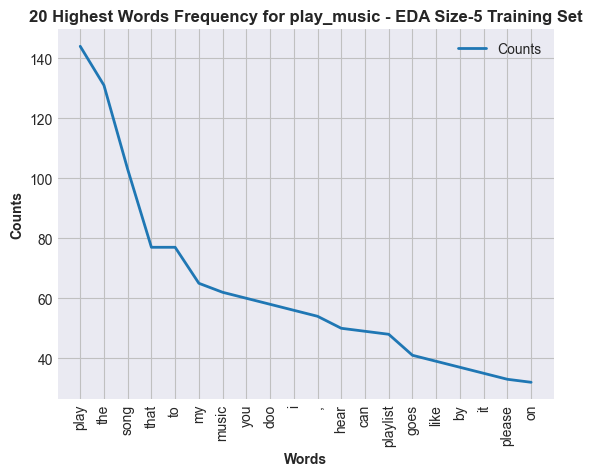 20 Highest Words Frequency for play_music - EDA Size-5 Training Set
Counts
140
120
100
80
60
40
Counts
play
the
song
that
to
my
music
you
doo
i
,
hear
can
playlist
goes
like
by
it
please
on
Words